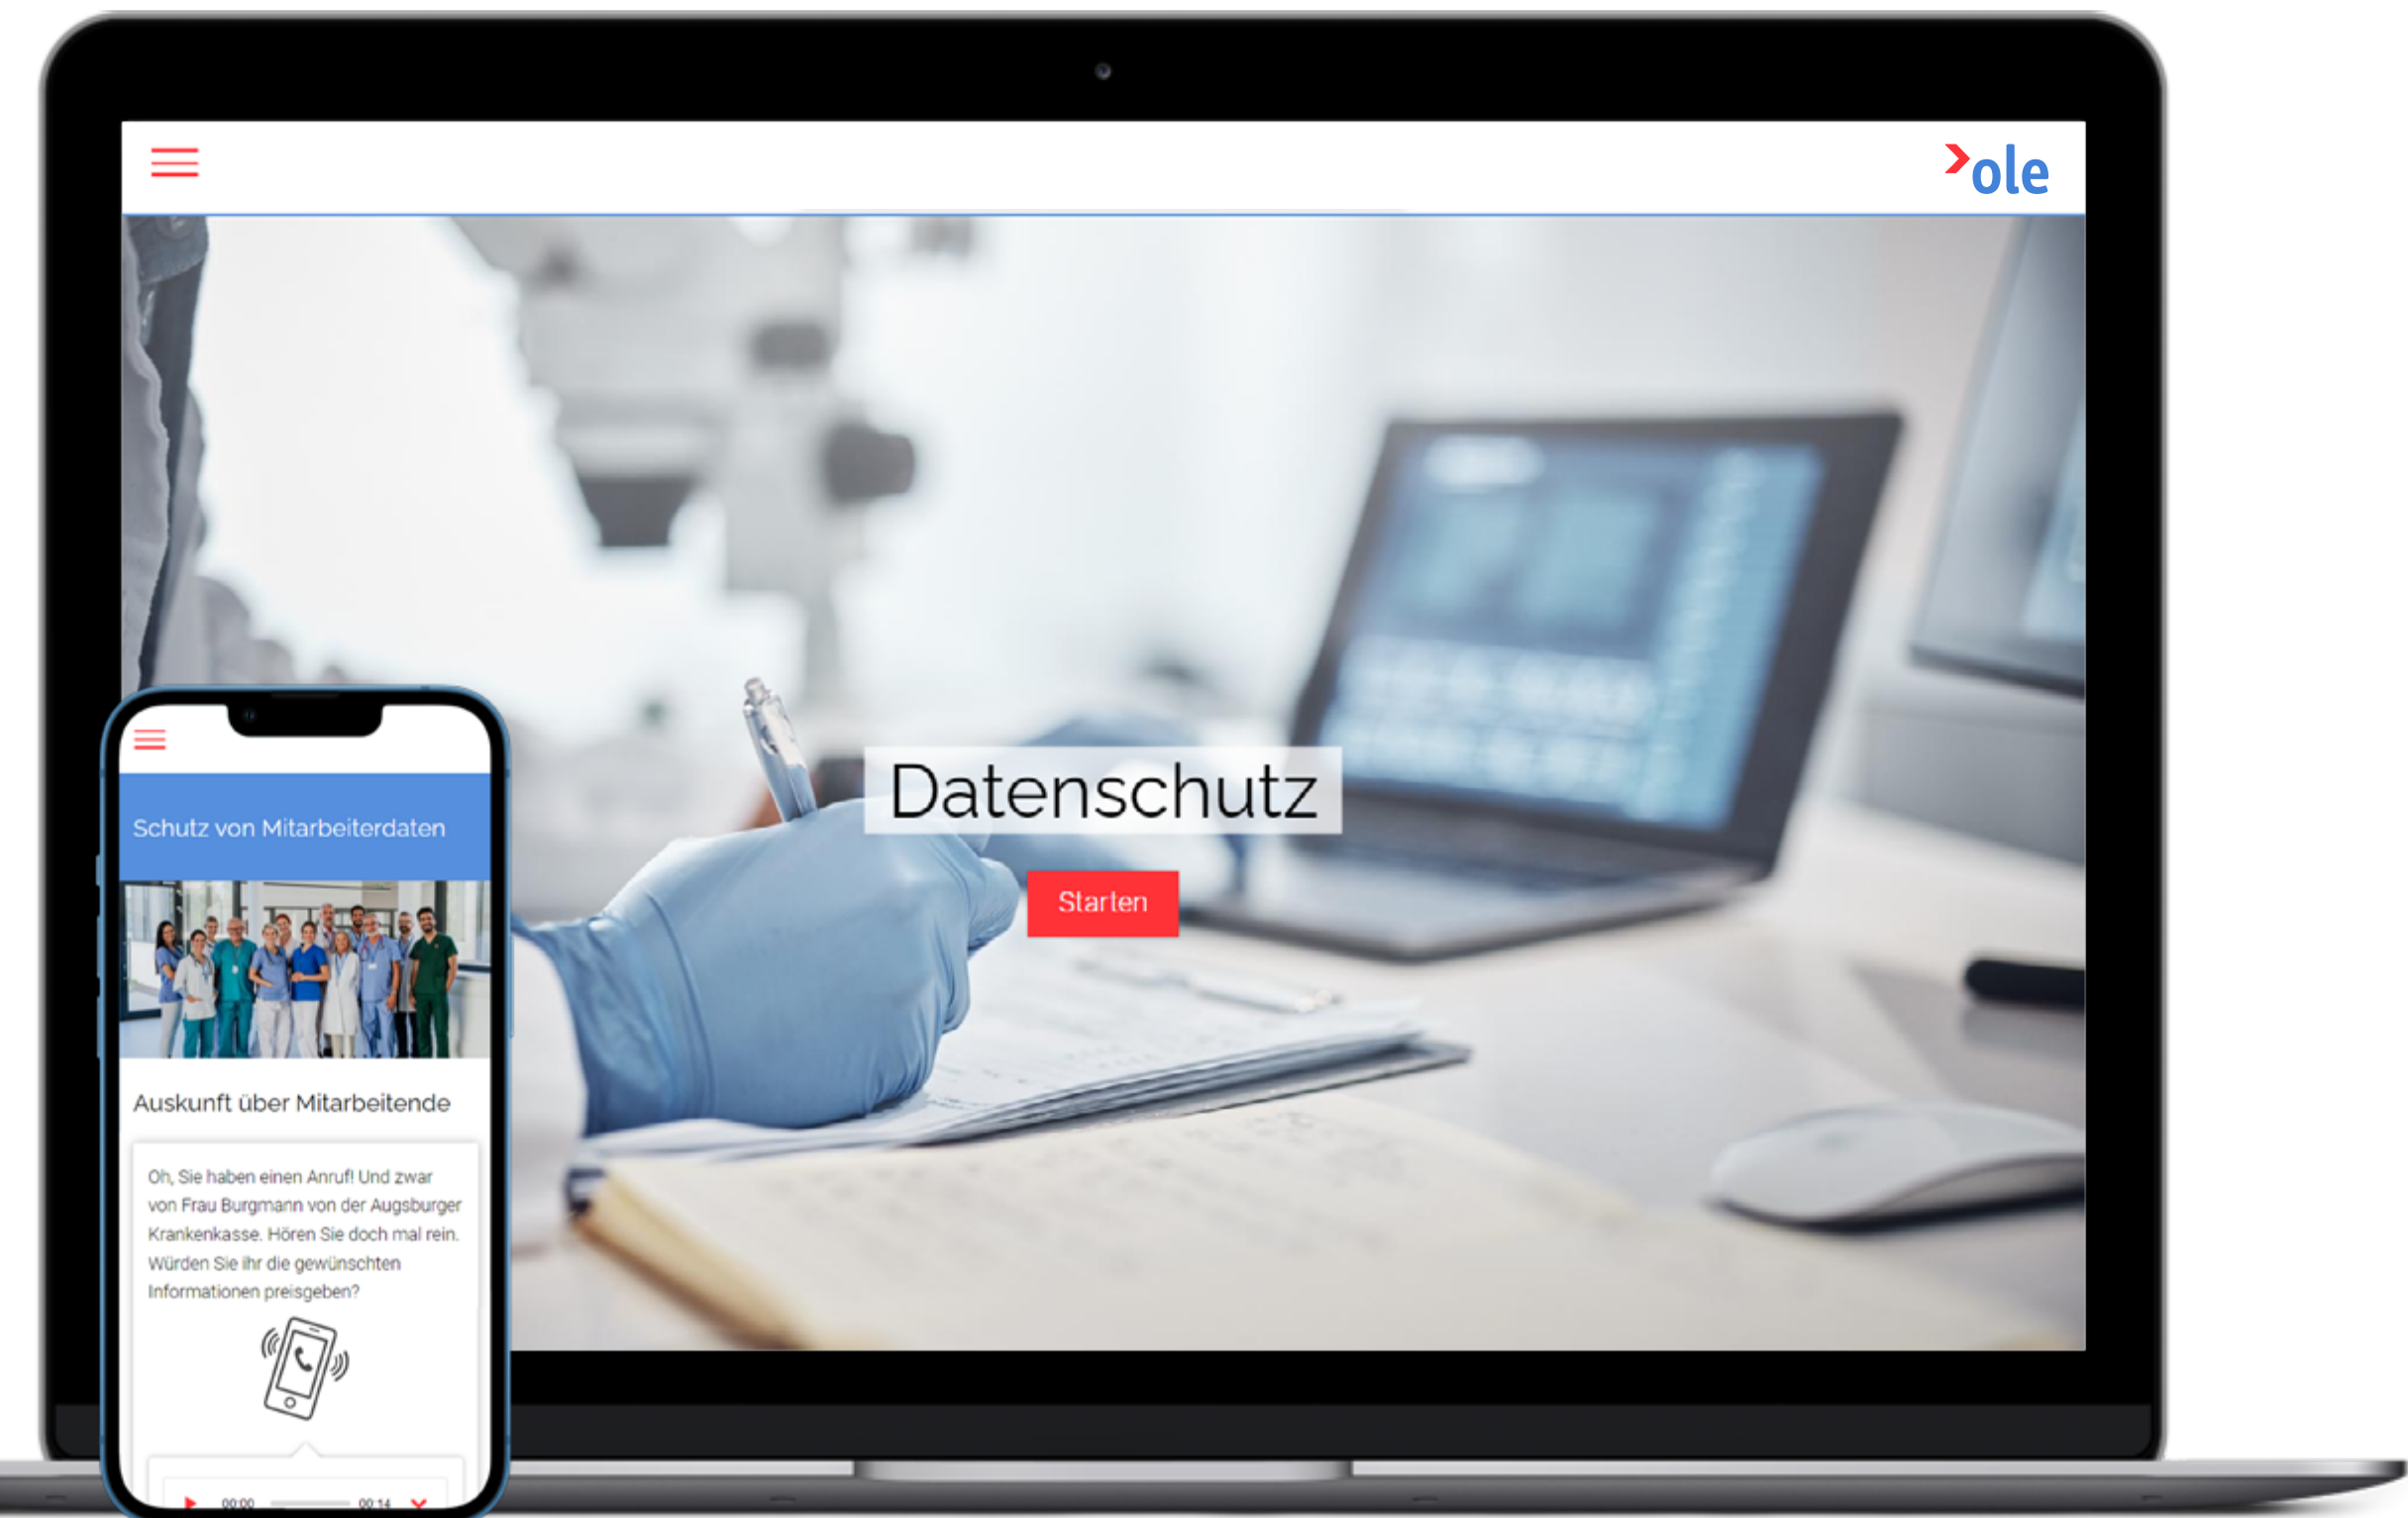 ole
Datenschutz
Starten
Schutz von Mitarbeiterdaten
Auskunft über Mitarbeitende
Oh, Sie haben einen Anruf! Und zwar
von Frau Burgmann von der Augsburger
Krankenkasse. Hören Sie doch mal rein.
Würden Sie ihr die gewünschten
Informationen preisgeben?
00:00 00:14